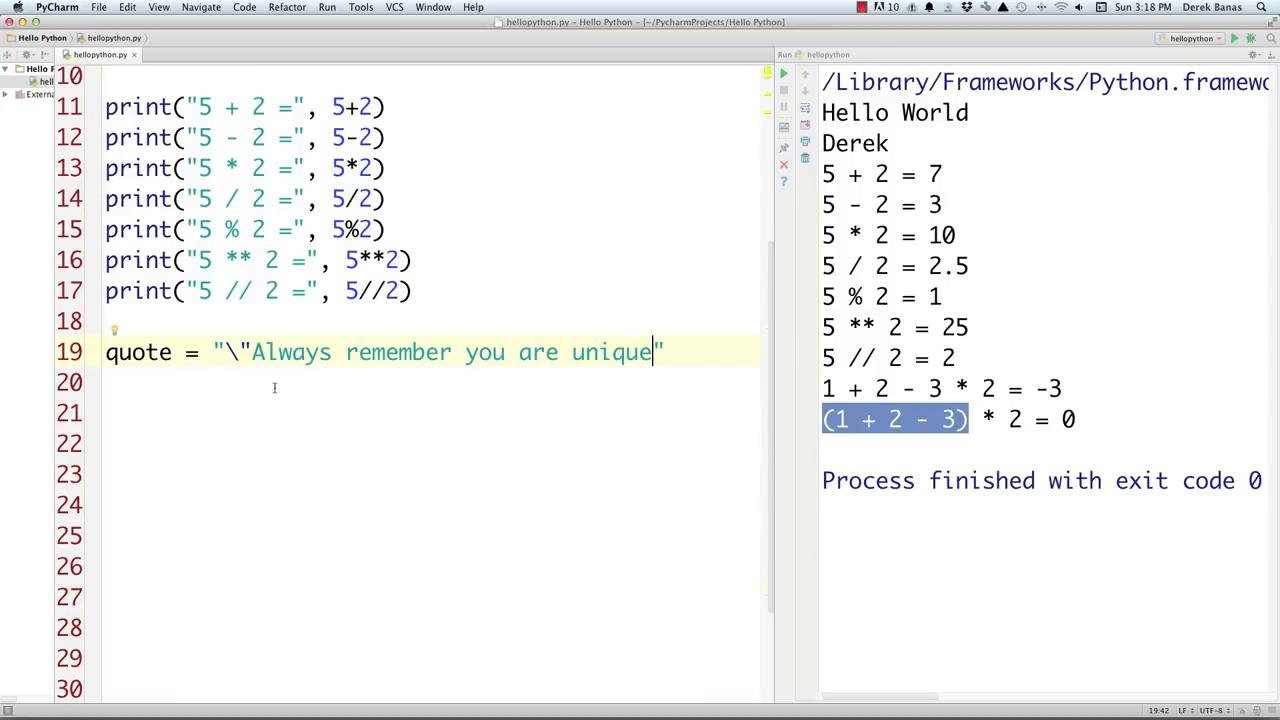 PyCharm File Edit View Navigate Code Refactor Run Tools VCS Window Help 10 Sun 3:18 PM Derek Banas
hellopython.py – Hello Python – [~/PycharmProjects/Hello Python]
Hello Python hellopython.py hellopython
hellopython.py
Run hellopython
Hello P
hell
Externa
10
11 print("5 + 2 =", 5+2)
12 print("5 - 2 =", 5-2)
13 print("5 * 2 =", 5*2)
14 print("5 / 2 =", 5/2)
15 print("5 % 2 =", 5%2)
16 print("5 ** 2 =", 5**2)
17 print("5 // 2 =", 5//2)
18
19 quote = "\"Always remember you are unique"
20
21
22
23
24
25
26
27
28
29
30
/Library/Frameworks/Python.framewo
Hello World
Derek
5 + 2 = 7
5 - 2 = 3
5 * 2 = 10
5 / 2 = 2.5
5 % 2 = 1
5 ** 2 = 25
5 // 2 = 2
1 + 2 - 3 * 2 = -3
(1 + 2 - 3) * 2 = 0
Process finished with exit code 0
19:42 LF UTF-8